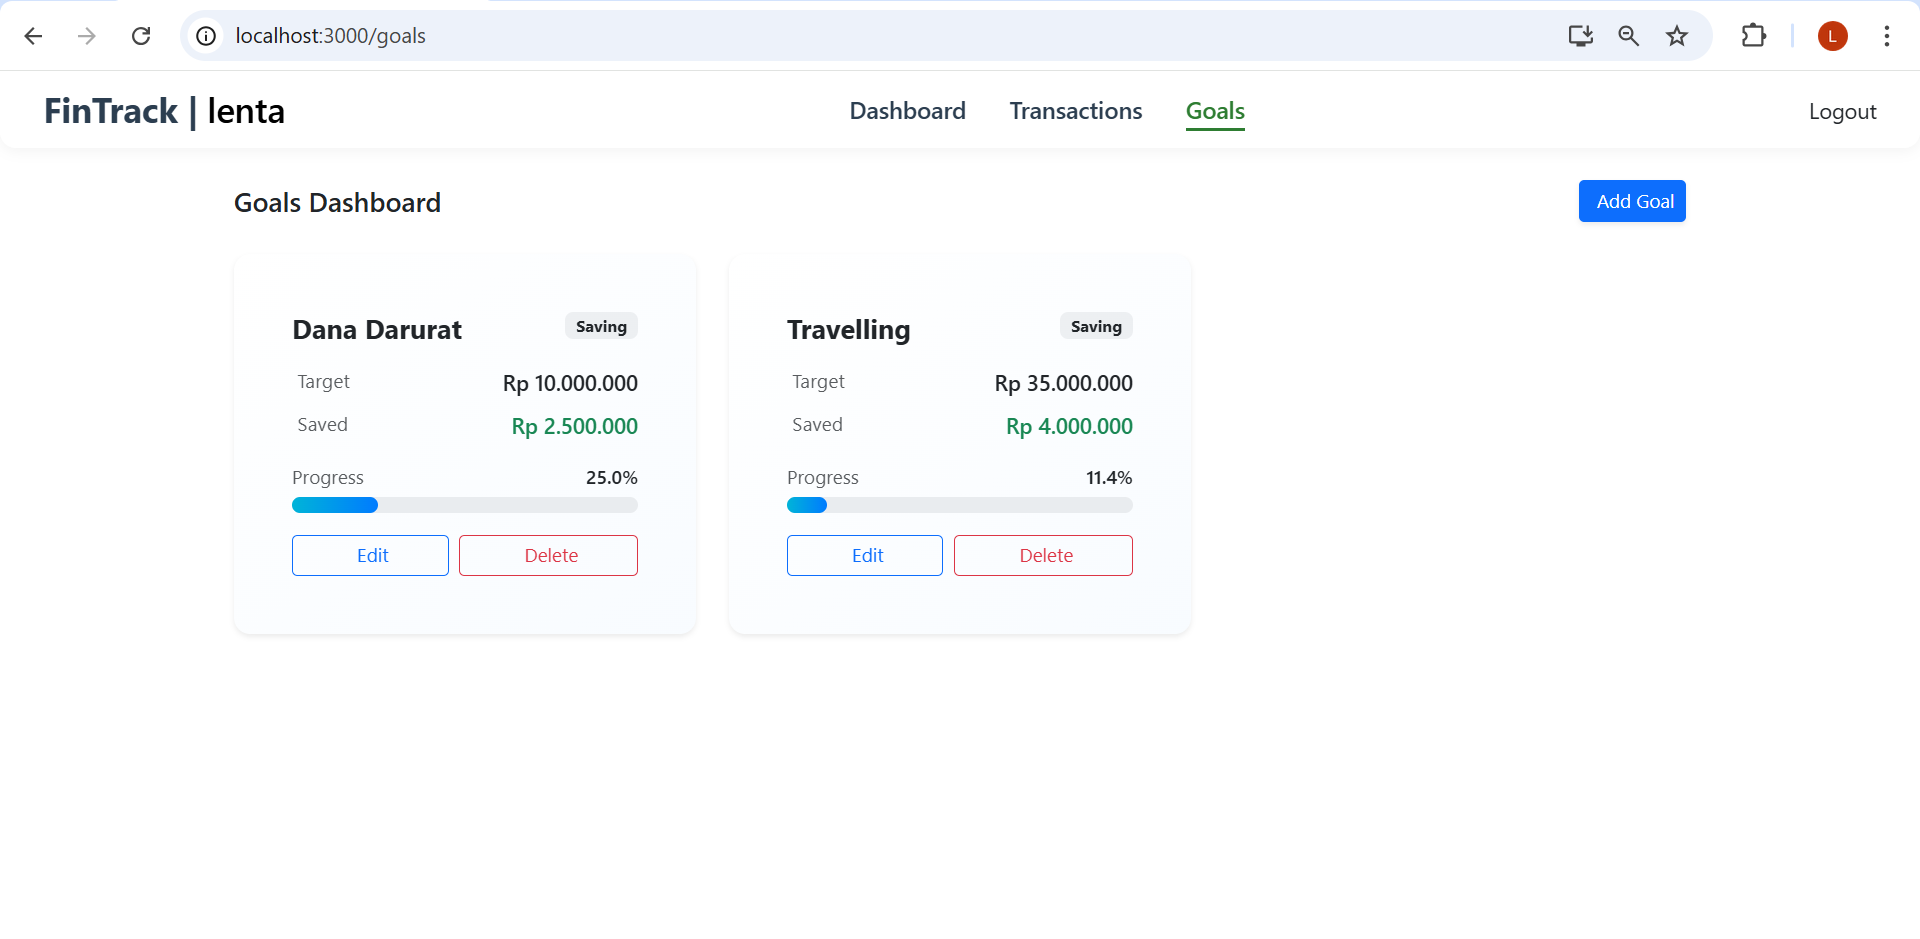 localhost:3000/goals
L
FinTrack | lenta
Dashboard Transactions Goals
Logout
Goals Dashboard
Add Goal
Dana Darurat
Saving
Target
Rp 10.000.000
Saved
Rp 2.500.000
Progress
25.0%
Edit
Delete
Travelling
Saving
Target
Rp 35.000.000
Saved
Rp 4.000.000
Progress
11.4%
Edit
Delete